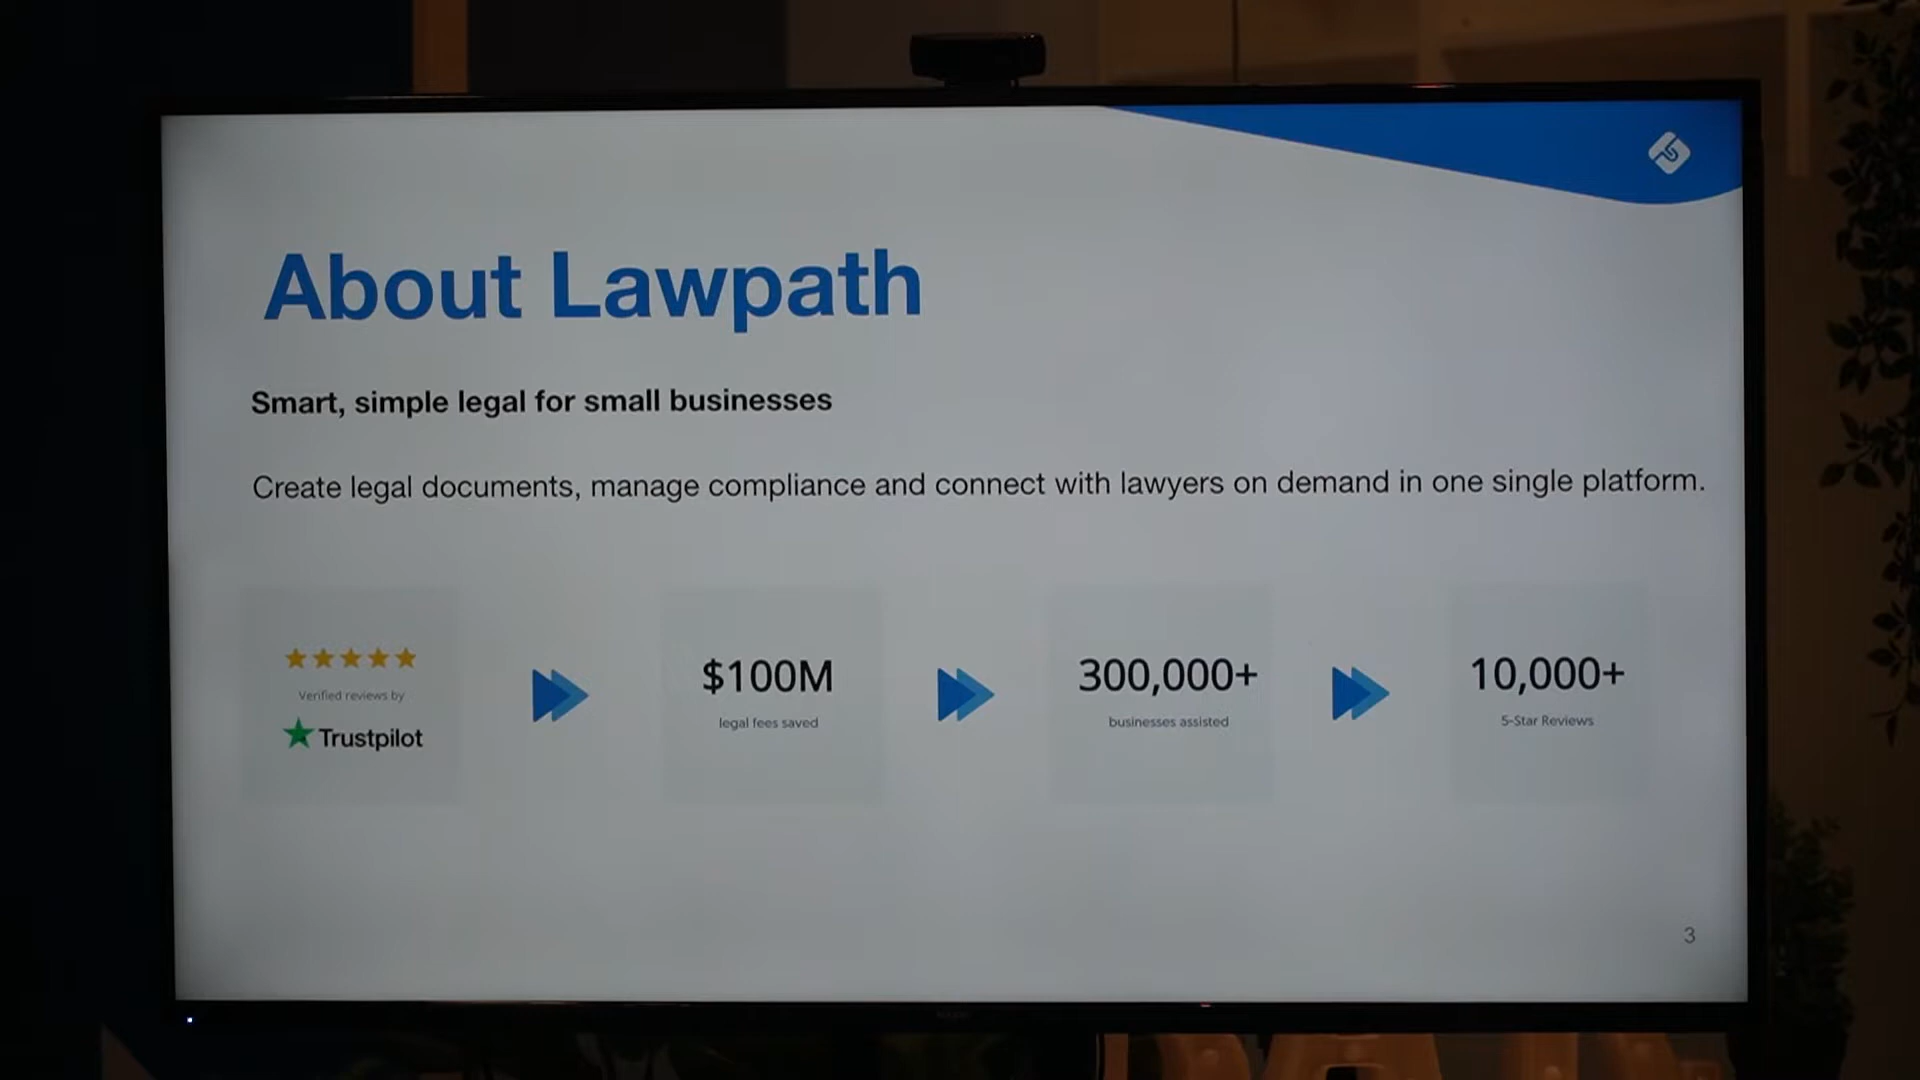 About Lawpath
Smart, simple legal for small businesses
Create legal documents, manage compliance and connect with lawyers on demand in one single platform.
Verified reviews by
Trustpilot
$100M
legal fees saved
300,000+
businesses assisted
10,000+
5-Star Reviews
3